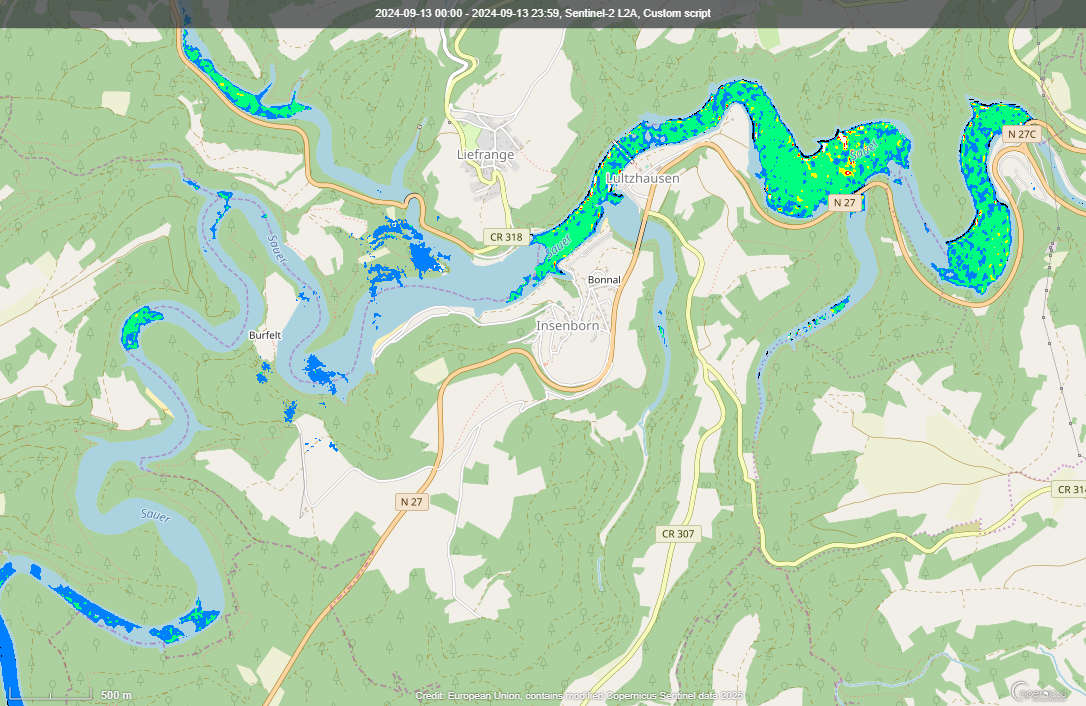 2024-09-13 00:00 - 2024-09-13 23:59, Sentinel-2 L2A, Custom script
N 27C
Liefrange
Sauer
Lultzhausen
N 27
CR 318
Sauer
Sauer
Bonnal
Insenborn
Burfelt
CR 314
N 27
Sauer
CR 307
500 m
Credit: European Union, contains modified Copernicus Sentinel data 2025